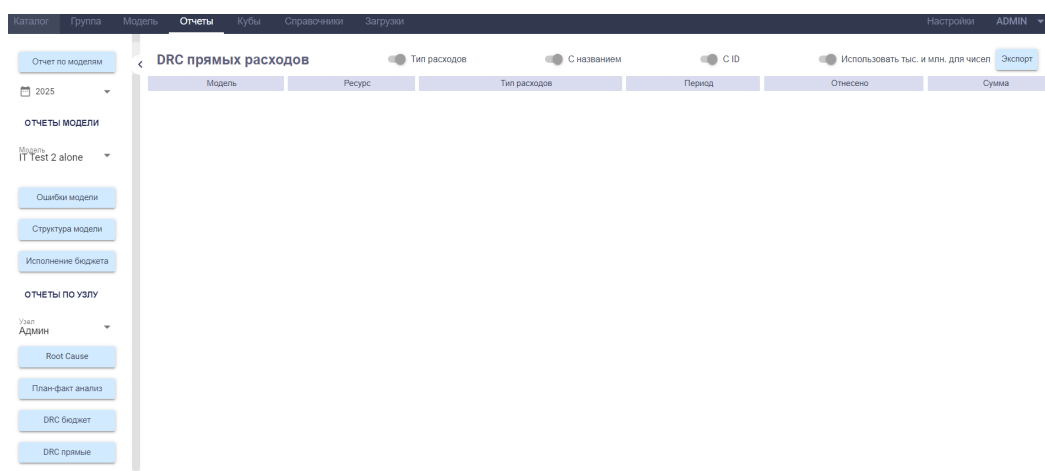 Каталог Группа Модель Отчеты Кубы Справочники Загрузки Настройки ADMIN
Отчет по моделям
2025
ОТЧЕТЫ МОДЕЛИ
Модель
IT Test 2 alone
Ошибки модели
Структура модели
Исполнение бюджета
ОТЧЕТЫ ПО УЗЛУ
Узел
Админ
Root Cause
План-факт анализ
DRC бюджет
DRC прямые
DRC прямых расходов Тип расходов С названием С ID Использовать тыс. и млн. для чисел Экспорт
Модель Ресурс Тип расходов Период Отнесено Сумма